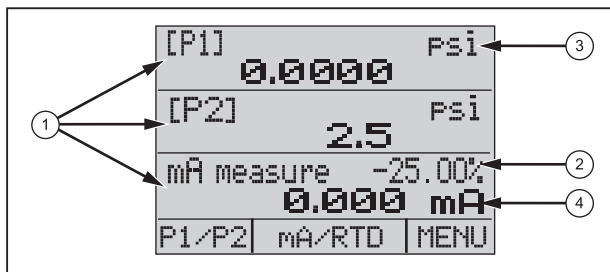 [P1] psi 3
0.0000
1 [P2] psi
2.5
mA measure -25.00% 2
0.000 mA 4
P1/P2 mA/RTD MENU